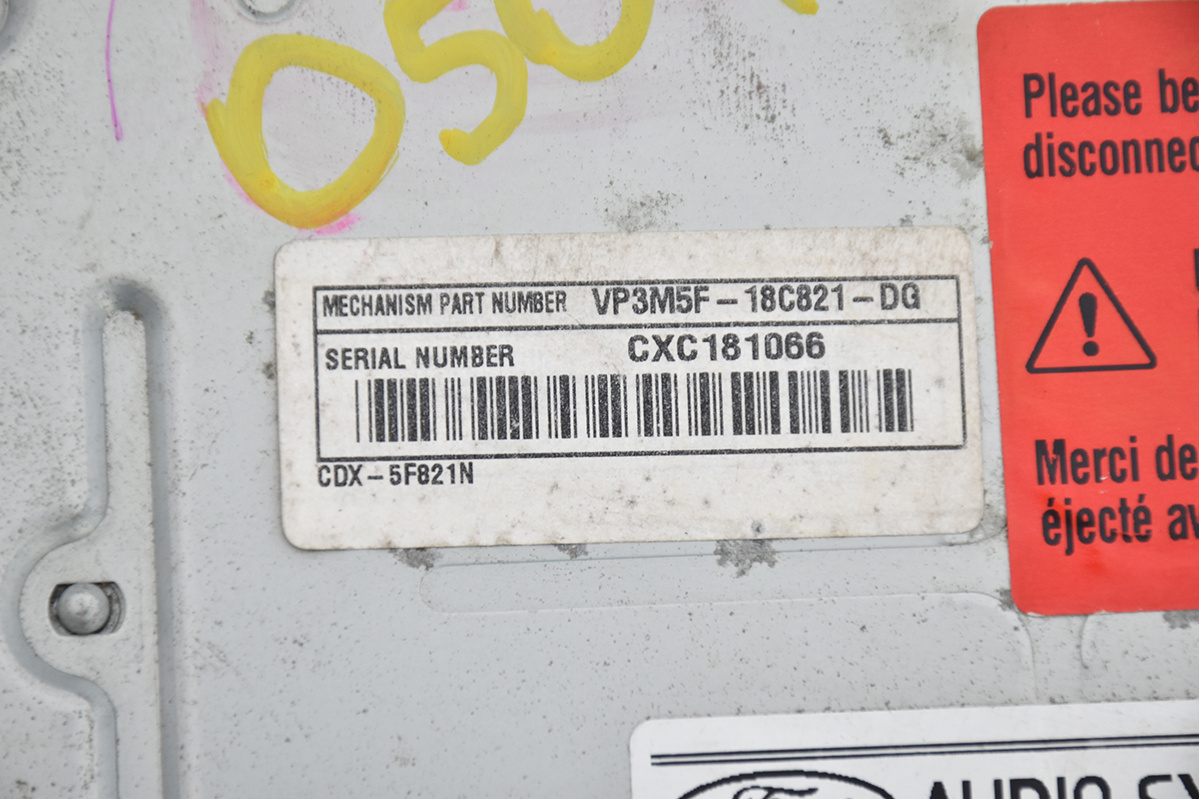 050
Please be
disconnec
MECHANISM PART NUMBER VP3M5F-18C821-DG
SERIAL NUMBER CXC181066
CDX-5F821N
Merci de
éjecté av
AUDIO